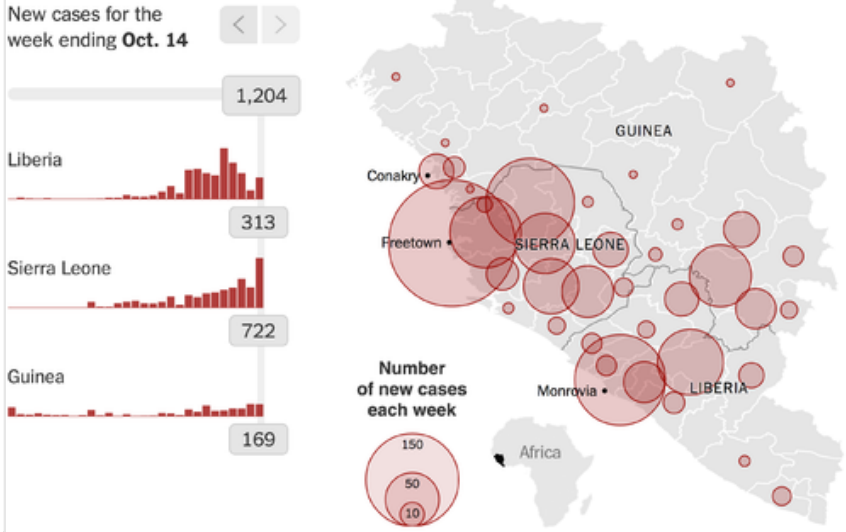 New cases for the
week ending Oct. 14
1,204
Liberia
313
Sierra Leone
722
Guinea
169
GUINEA
Conakry
Freetown
SIERRA LEONE
Monrovia
LIBERIA
Number
of new cases
each week
150
50
10
Africa